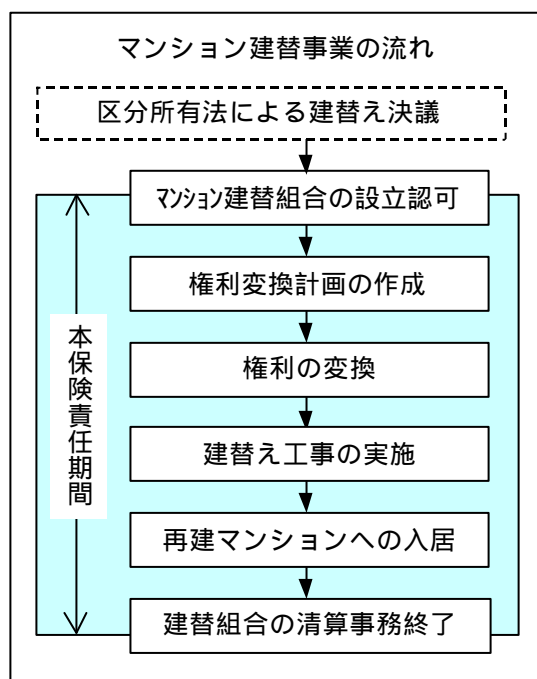 マンション建替事業の流れ
区分所有法による建替え決議
マンション建替組合の設立認可
権利変換計画の作成
権利の変換
建替え工事の実施
再建マンションへの入居
建替組合の清算事務終了
本保険責任期間